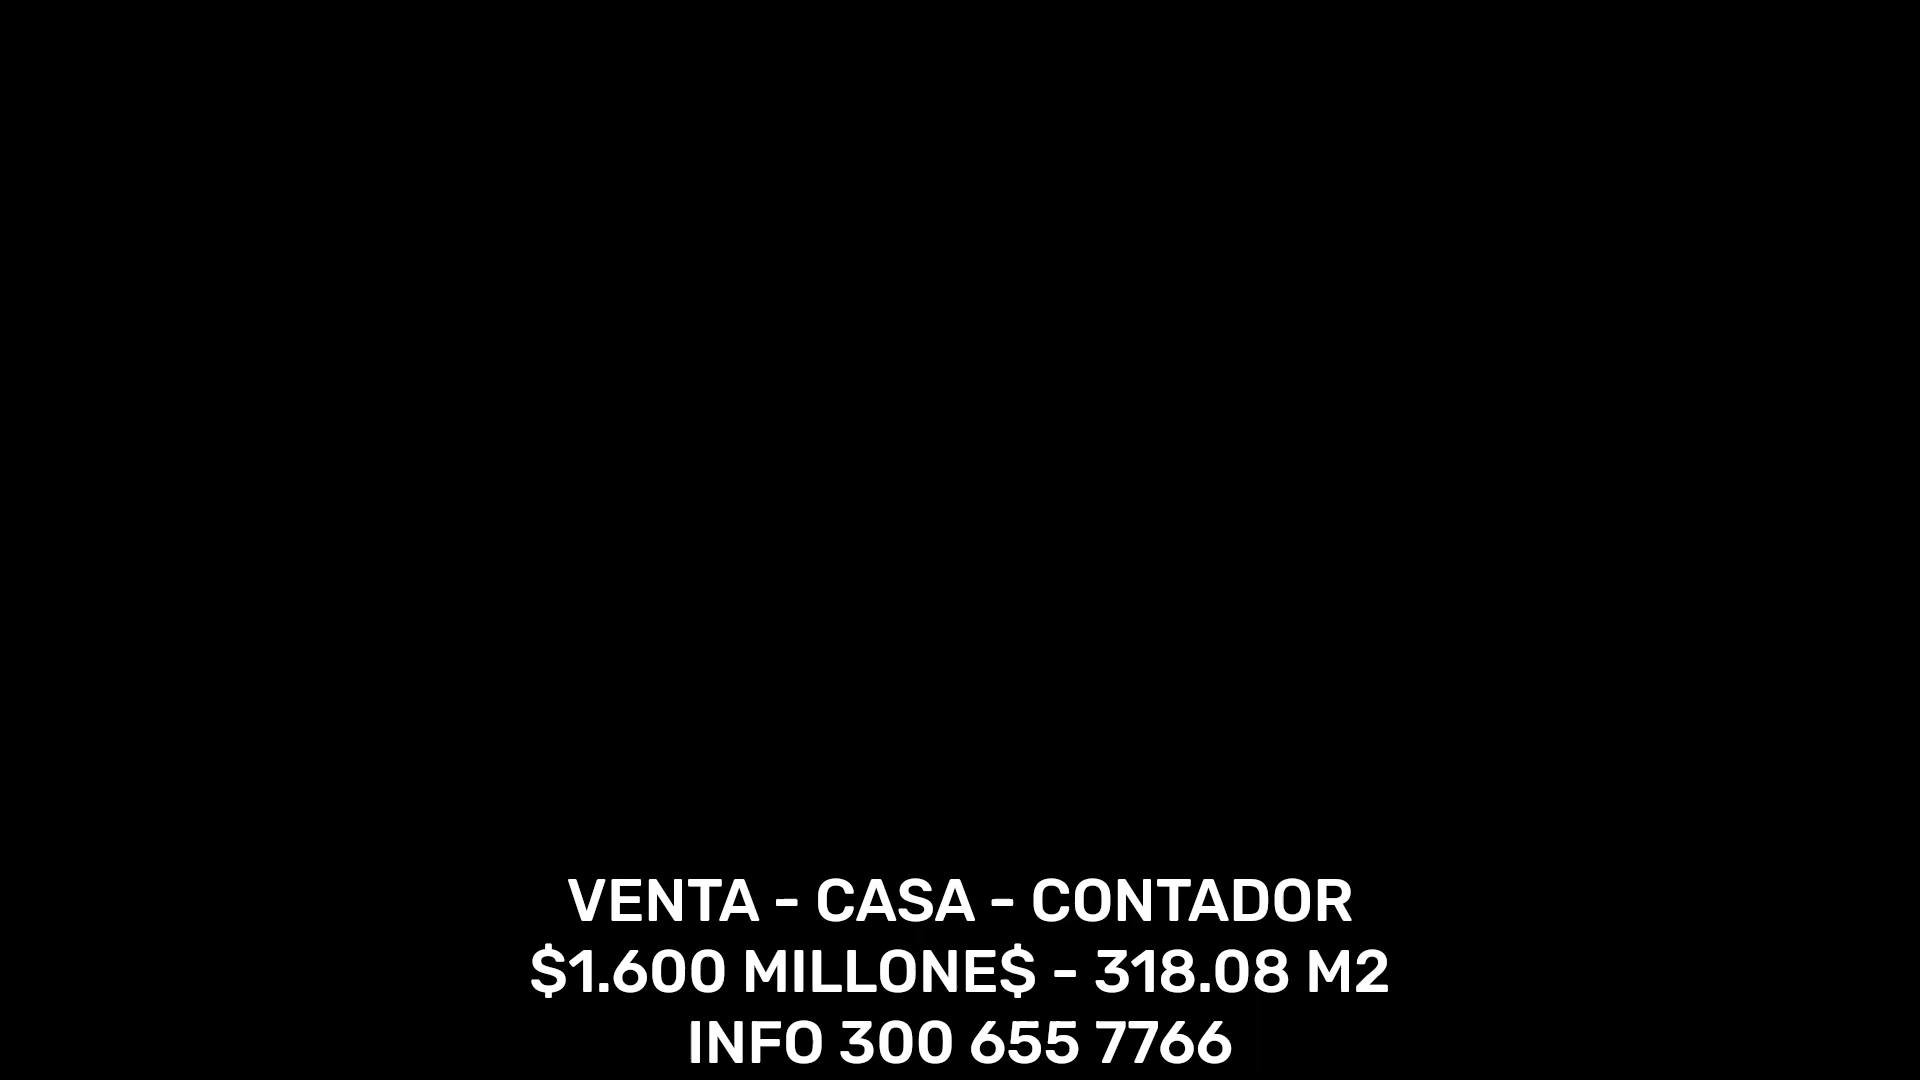 VENTA - CASA - CONTADOR
$1.600 MILLONE$ - 318.08 M2
INFO 300 655 7766